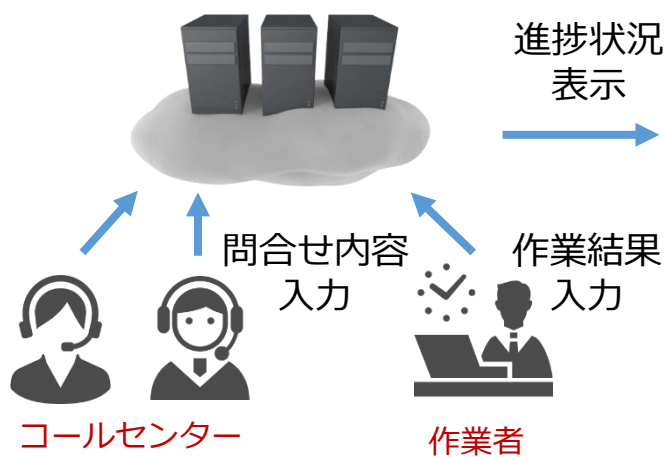 進捗状況
表示
問合せ内容
入力
作業結果
入力
コールセンター
作業者